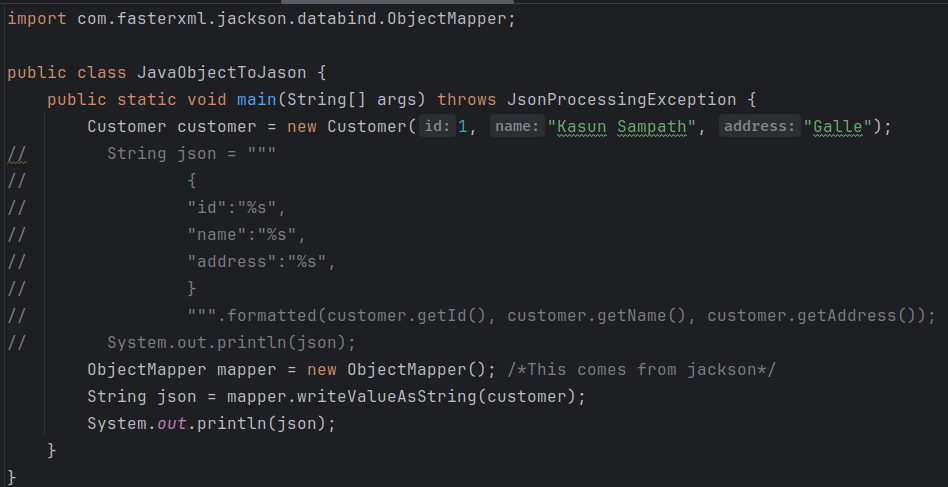 import com.fasterxml.jackson.databind.ObjectMapper;
public class JavaObjectToJason {
    public static void main(String[] args) throws JsonProcessingException {
        Customer customer = new Customer( id: 1, name: "Kasun Sampath", address: "Galle");
//        String json = """
//                {
//                "id":"%s",
//                "name":"%s",
//                "address":"%s",
//                }
//                """.formatted(customer.getId(), customer.getName(), customer.getAddress());
//        System.out.println(json);
        ObjectMapper mapper = new ObjectMapper(); /*This comes from jackson*/
        String json = mapper.writeValueAsString(customer);
        System.out.println(json);
    }
}